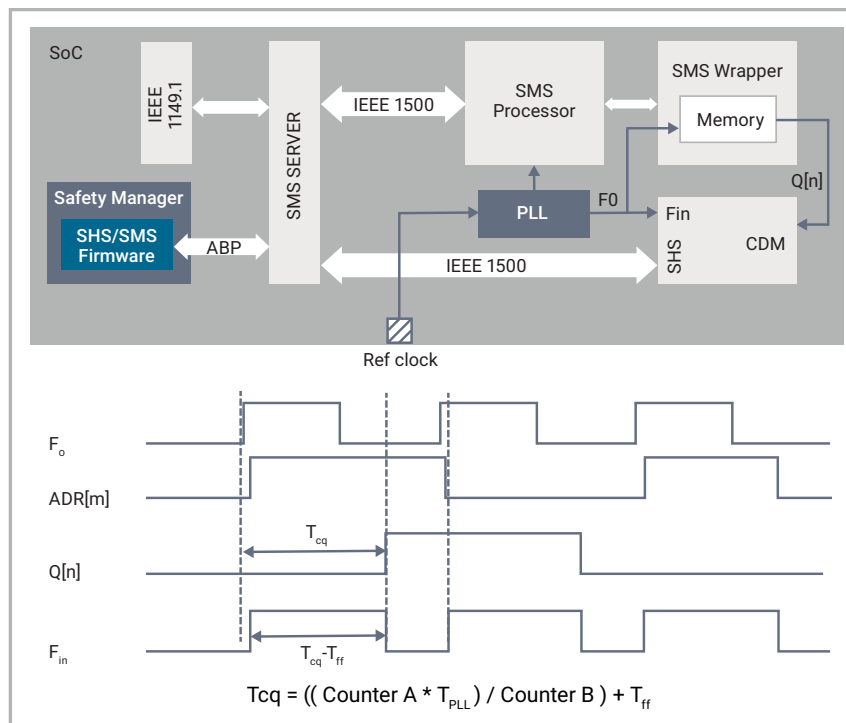 SoC
IEEE
1149.1
SMS SERVER
IEEE 1500
SMS
Processor
SMS Wrapper
Memory
Q[n]
Safety Manager
SHS/SMS
Firmware
ABP
PLL
F0
Fin
SHS
CDM
IEEE 1500
Ref clock
Fo
ADR[m]
Tcq
Q[n]
Fin
Tcq-Tff
Tcq = (( Counter A * TPLL ) / Counter B ) + Tff